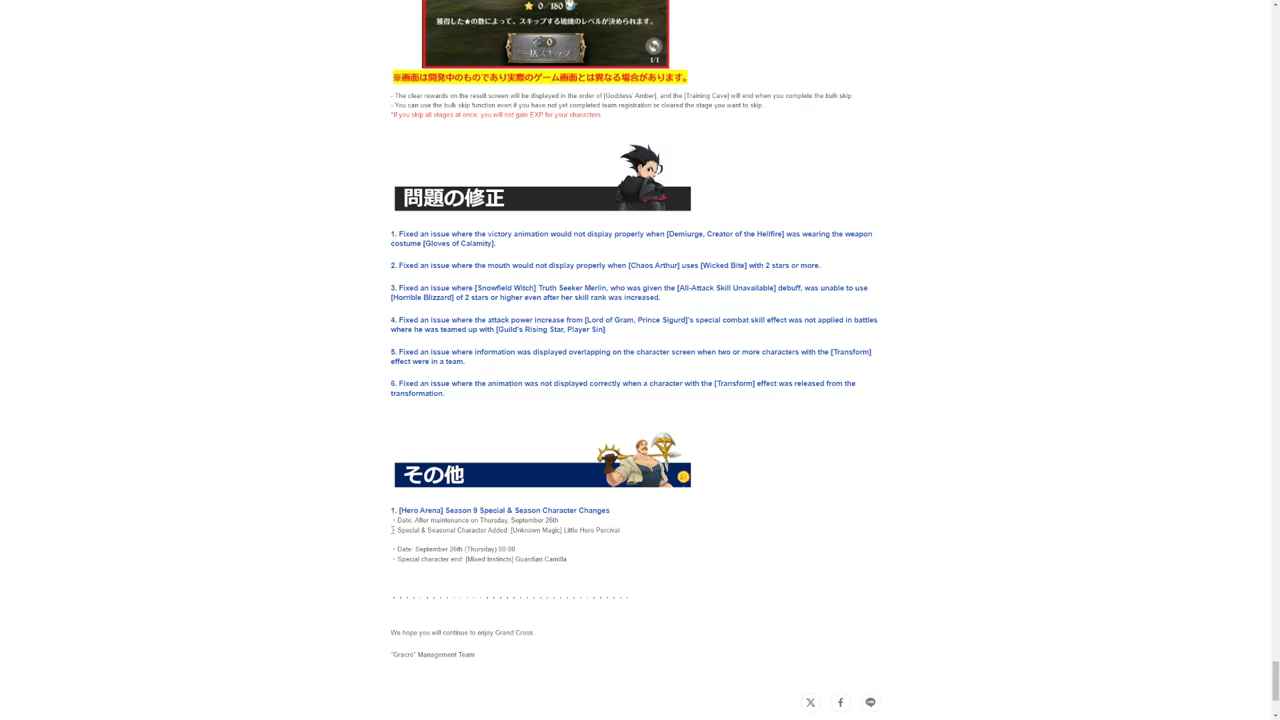 0/180
獲得した★の数によって、スキップする琥珀のレベルが決められます。
0
一括スキップ
1/1
※画面は開発中のものであり実際のゲーム画面とは異なる場合があります。
- The clear rewards on the result screen will be displayed in the order of [Goddess' Amber], and the [Training Cave] will end when you complete the bulk skip.
- You can use the bulk skip function even if you have not yet completed team registration or cleared the stage you want to skip.
*If you skip all stages at once, you will not gain EXP for your characters.
問題の修正
1. Fixed an issue where the victory animation would not display properly when [Demiurge, Creator of the Hellfire] was wearing the weapon
costume [Gloves of Calamity].
2. Fixed an issue where the mouth would not display properly when [Chaos Arthur] uses [Wicked Bite] with 2 stars or more.
3. Fixed an issue where [Snowfield Witch] Truth Seeker Merlin, who was given the [All-Attack Skill Unavailable] debuff, was unable to use
[Horrible Blizzard] of 2 stars or higher even after her skill rank was increased.
4. Fixed an issue where the attack power increase from [Lord of Gram, Prince Sigurd]'s special combat skill effect was not applied in battles
where he was teamed up with [Guild's Rising Star, Player Sin]
5. Fixed an issue where information was displayed overlapping on the character screen when two or more characters with the [Transform]
effect were in a team.
6. Fixed an issue where the animation was not displayed correctly when a character with the [Transform] effect was released from the
transformation.
その他
1. [Hero Arena] Season 9 Special & Season Character Changes
・Date: After maintenance on Thursday, September 26th
・Special & Seasonal Character Added: [Unknown Magic] Little Hero Percival
・Date: September 26th (Thursday) 00:00
・Special character end: [Mixed Instincts] Guardian Camilla
We hope you will continue to enjoy Grand Cross.
"Gracro" Management Team